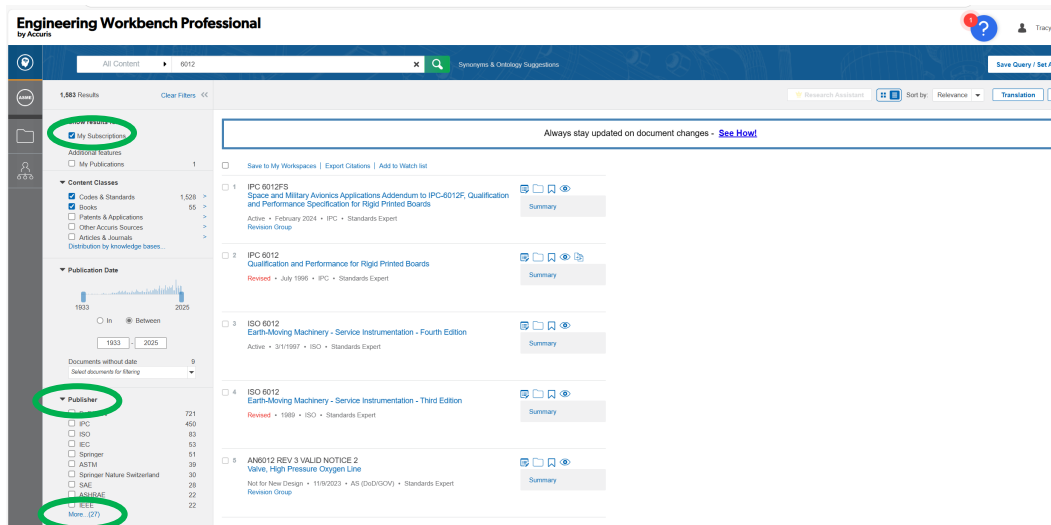 Engineering Workbench Professional
by Accuris
1
?
Tracy
All Content
6012
Synonyms & Ontology Suggestions
Save Query / Set A
ASME
1,583 Results
Clear Filters
Research Assistant
Sort by:
Relevance
Translation
My Subscriptions
Additional features
My Publications 1
Content Classes
Codes & Standards 1,528 >
Books 55 >
Patents & Applications >
Other Accuris Sources >
Articles & Journals >
Distribution by knowledge bases...
Publication Date
1933 2025
In Between
1933 - 2025
Documents without date 9
Select documents for filtering
Publisher
721
IPC 450
ISO 83
IEC 53
Springer 51
ASTM 39
Springer Nature Switzerland 30
SAE 28
ASHRAE 22
IEEE 22
More...(27)
Always stay updated on document changes - See How!
Save to My Workspaces | Export Citations | Add to Watch list
1 IPC 6012FS
Space and Military Avionics Applications Addendum to IPC-6012F, Qualification
and Performance Specification for Rigid Printed Boards
Summary
Active • February 2024 • IPC • Standards Expert
Revision Group
2 IPC 6012
Qualification and Performance for Rigid Printed Boards
Summary
Revised • July 1996 • IPC • Standards Expert
3 ISO 6012
Earth-Moving Machinery - Service Instrumentation - Fourth Edition
Summary
Active • 3/1/1997 • ISO • Standards Expert
4 ISO 6012
Earth-Moving Machinery - Service Instrumentation - Third Edition
Summary
Revised • 1989 • ISO • Standards Expert
5 AN6012 REV 3 VALID NOTICE 2
Valve, High Pressure Oxygen Line
Summary
Not for New Design • 11/9/2023 • AS (DoD/GOV) • Standards Expert
Revision Group